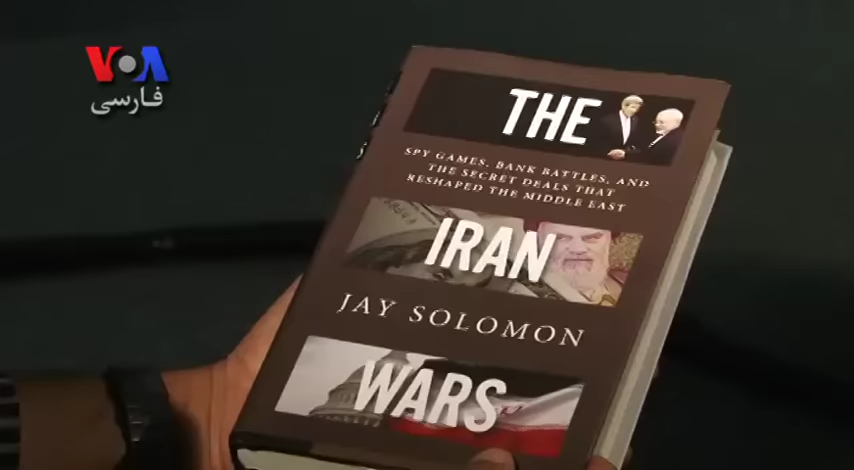 VOA
فارسی
THE
SPY GAMES, BANK BATTLES, AND
THE SECRET DEALS THAT
RESHAPED THE MIDDLE EAST
IRAN
JAY SOLOMON
WARS